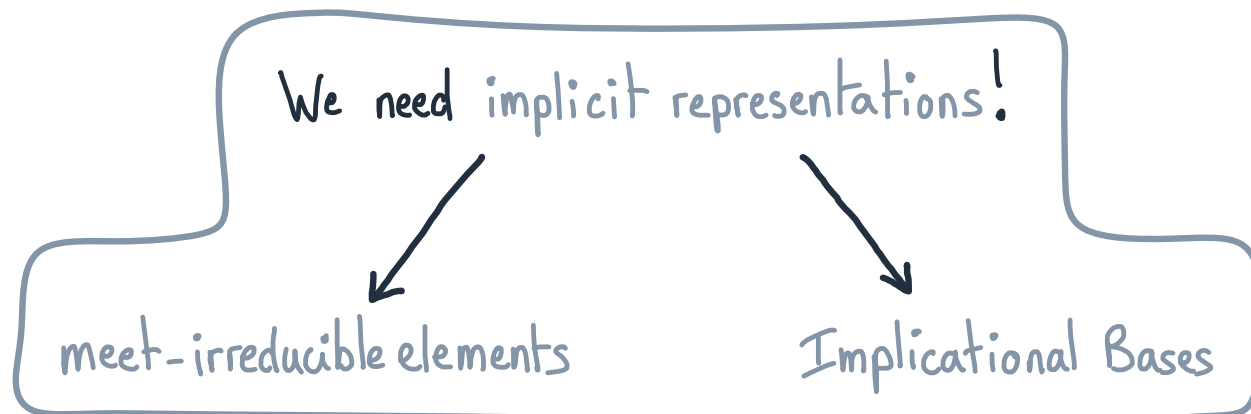 We need implicit representations!
meet-irreducible elements
Implicational Bases